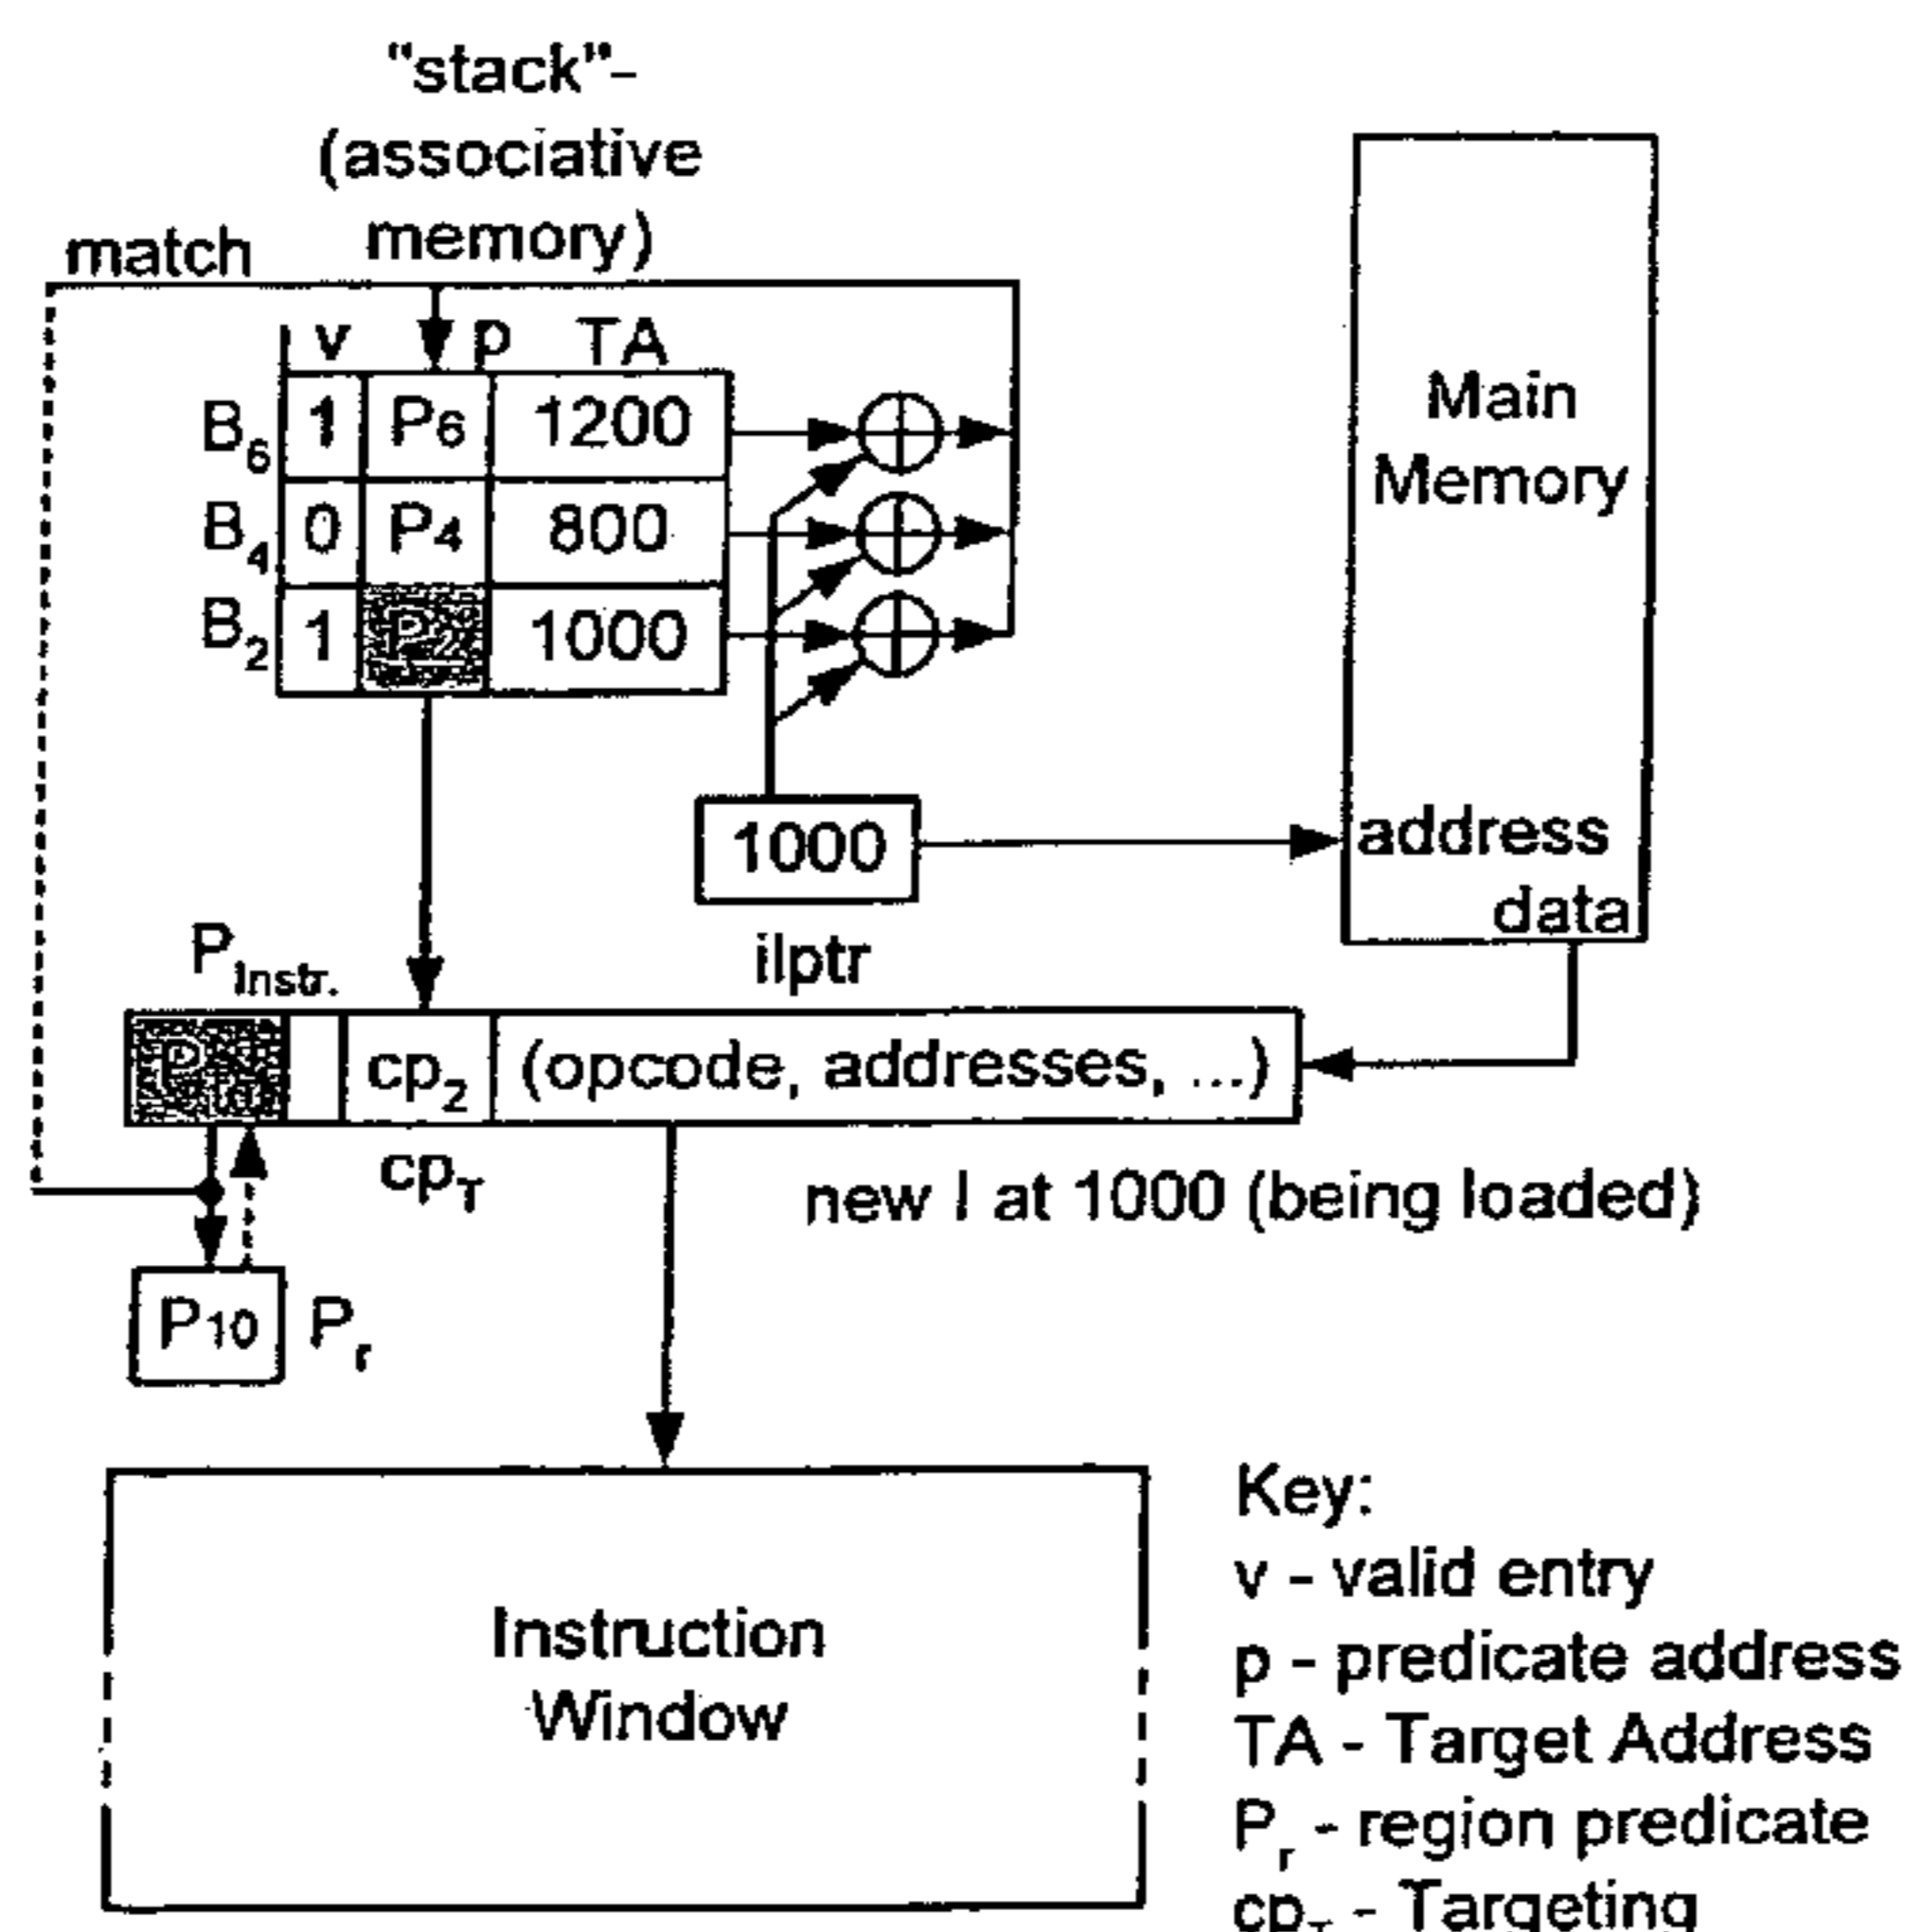 "stack"-
(associative
memory)
match
v p TA
B6 1 P6 1200
B4 0 P4 800
B2 1 P2 1000
Main
Memory
1000
address
data
ilptr
PInstr.
cp2 (opcode, addresses, ...)
cpT
new I at 1000 (being loaded)
P10 Pr
Instruction
Window
Key:
v - valid entry
p - predicate address
TA - Target Address
Pr - region predicate
cpT - Targeting